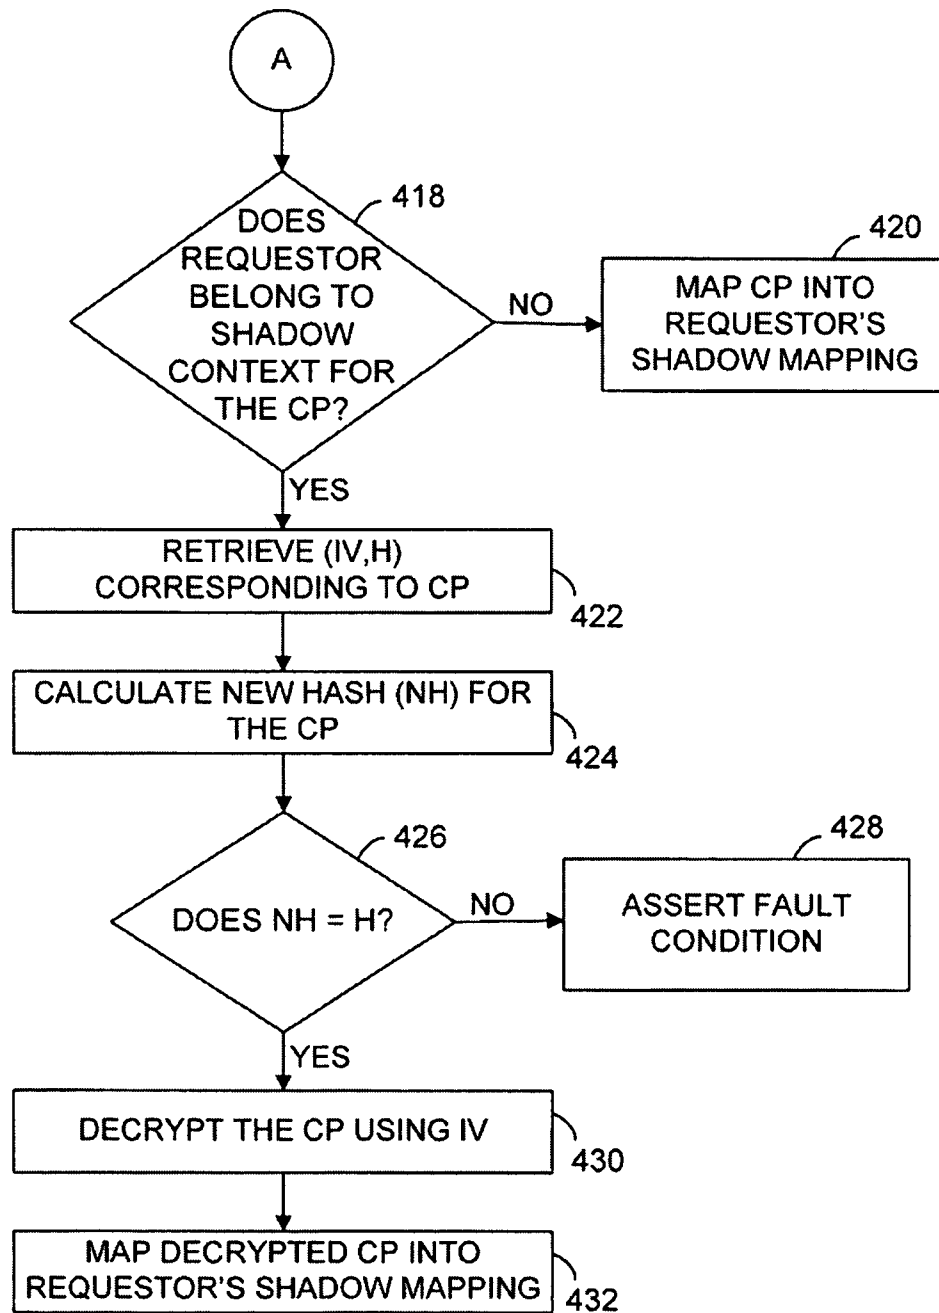 A
418
DOES
REQUESTOR
BELONG TO
SHADOW
CONTEXT FOR
THE CP?
NO
420
MAP CP INTO
REQUESTOR'S
SHADOW MAPPING
YES
RETRIEVE (IV,H)
CORRESPONDING TO CP
422
CALCULATE NEW HASH (NH) FOR
THE CP
424
426
DOES NH = H?
NO
428
ASSERT FAULT
CONDITION
YES
DECRYPT THE CP USING IV
430
MAP DECRYPTED CP INTO
REQUESTOR'S SHADOW MAPPING
432